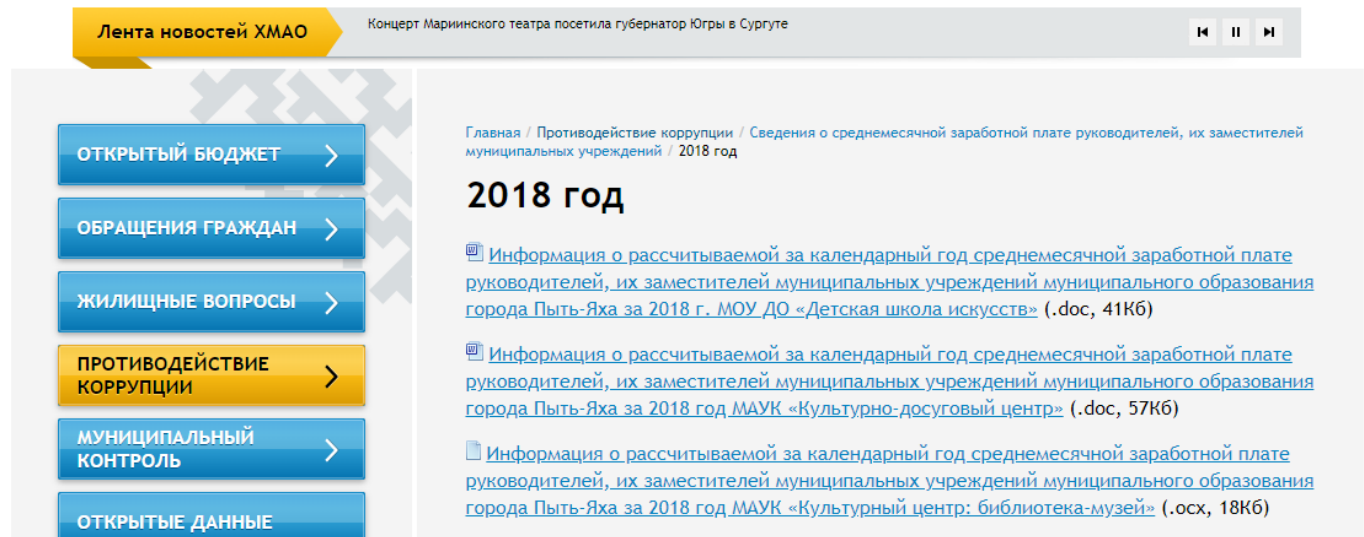 Лента новостей ХМАО
Концерт Мариинского театра посетила губернатор Югры в Сургуте
ОТКРЫТЫЙ БЮДЖЕТ
ОБРАЩЕНИЯ ГРАЖДАН
ЖИЛИЩНЫЕ ВОПРОСЫ
ПРОТИВОДЕЙСТВИЕ
КОРРУПЦИИ
МУНИЦИПАЛЬНЫЙ
КОНТРОЛЬ
ОТКРЫТЫЕ ДАННЫЕ
Главная / Противодействие коррупции / Сведения о среднемесячной заработной плате руководителей, их заместителей
муниципальных учреждений / 2018 год
2018 год
Информация о рассчитываемой за календарный год среднемесячной заработной плате
руководителей, их заместителей муниципальных учреждений муниципального образования
города Пыть-Яха за 2018 г. МОУ ДО «Детская школа искусств» (.doc, 41Кб)
Информация о рассчитываемой за календарный год среднемесячной заработной плате
руководителей, их заместителей муниципальных учреждений муниципального образования
города Пыть-Яха за 2018 год МАУК «Культурно-досуговый центр» (.doc, 57Кб)
Информация о рассчитываемой за календарный год среднемесячной заработной плате
руководителей, их заместителей муниципальных учреждений муниципального образования
города Пыть-Яха за 2018 год МАУК «Культурный центр: библиотека-музей» (.ocx, 18Кб)